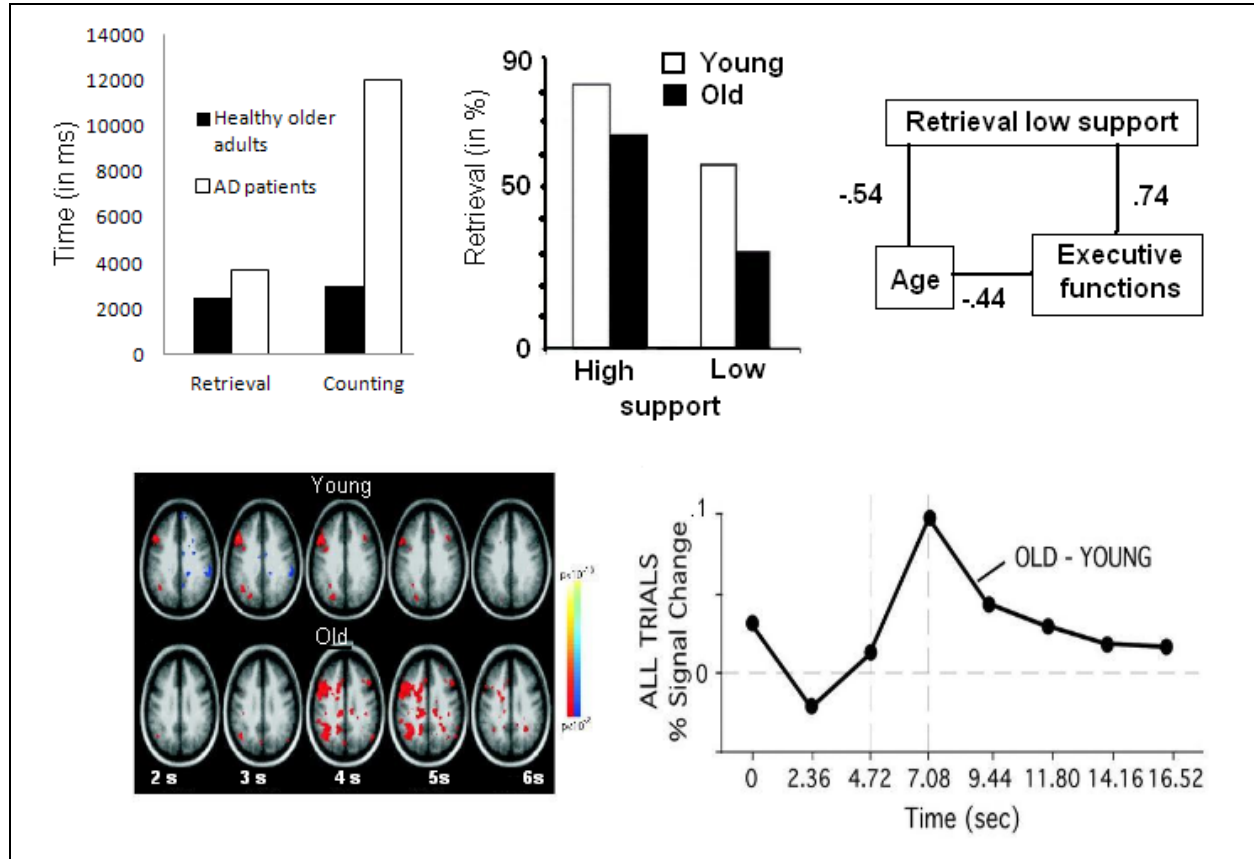 14000
12000
10000
8000
6000
4000
2000
0
Time (in ms)
Healthy older
adults
AD patients
Retrieval
Counting
90
50
0
Retrieval (in %)
Young
Old
High
Low
support
Retrieval low support
-.54
.74
Age
-.44
Executive
functions
Young
Old
2 s
3 s
4 s
5s
6s
.1
0
ALL TRIALS
% Signal Change
OLD - YOUNG
0
2.36
4.72
7.08
9.44
11.80
14.16
16.52
Time (sec)